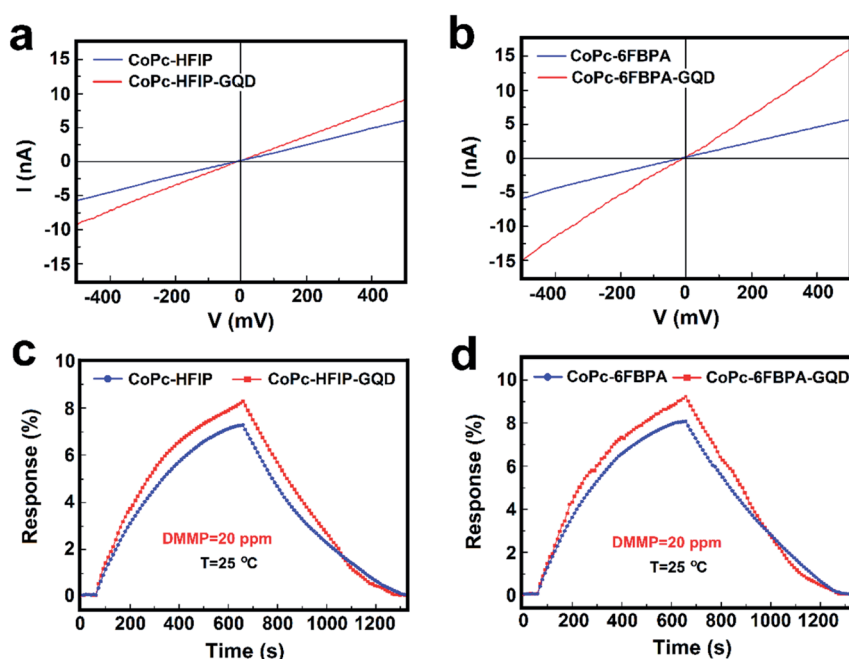 a
CoPc-HFIP
CoPc-HFIP-GQD
I (nA)
15
10
5
0
-5
-10
-15
-400
-200
0
200
400
V (mV)
b
CoPc-6FBPA
CoPc-6FBPA-GQD
I (nA)
15
10
5
0
-5
-10
-15
-400
-200
0
200
400
V (mV)
c
CoPc-HFIP
CoPc-HFIP-GQD
Response (%)
10
8
6
4
2
0
DMMP=20 ppm
T=25 °C
0
200
400
600
800
1000
1200
Time (s)
d
CoPc-6FBPA
CoPc-6FBPA-GQD
Response (%)
10
8
6
4
2
0
DMMP=20 ppm
T=25 °C
0
200
400
600
800
1000
1200
Time (s)